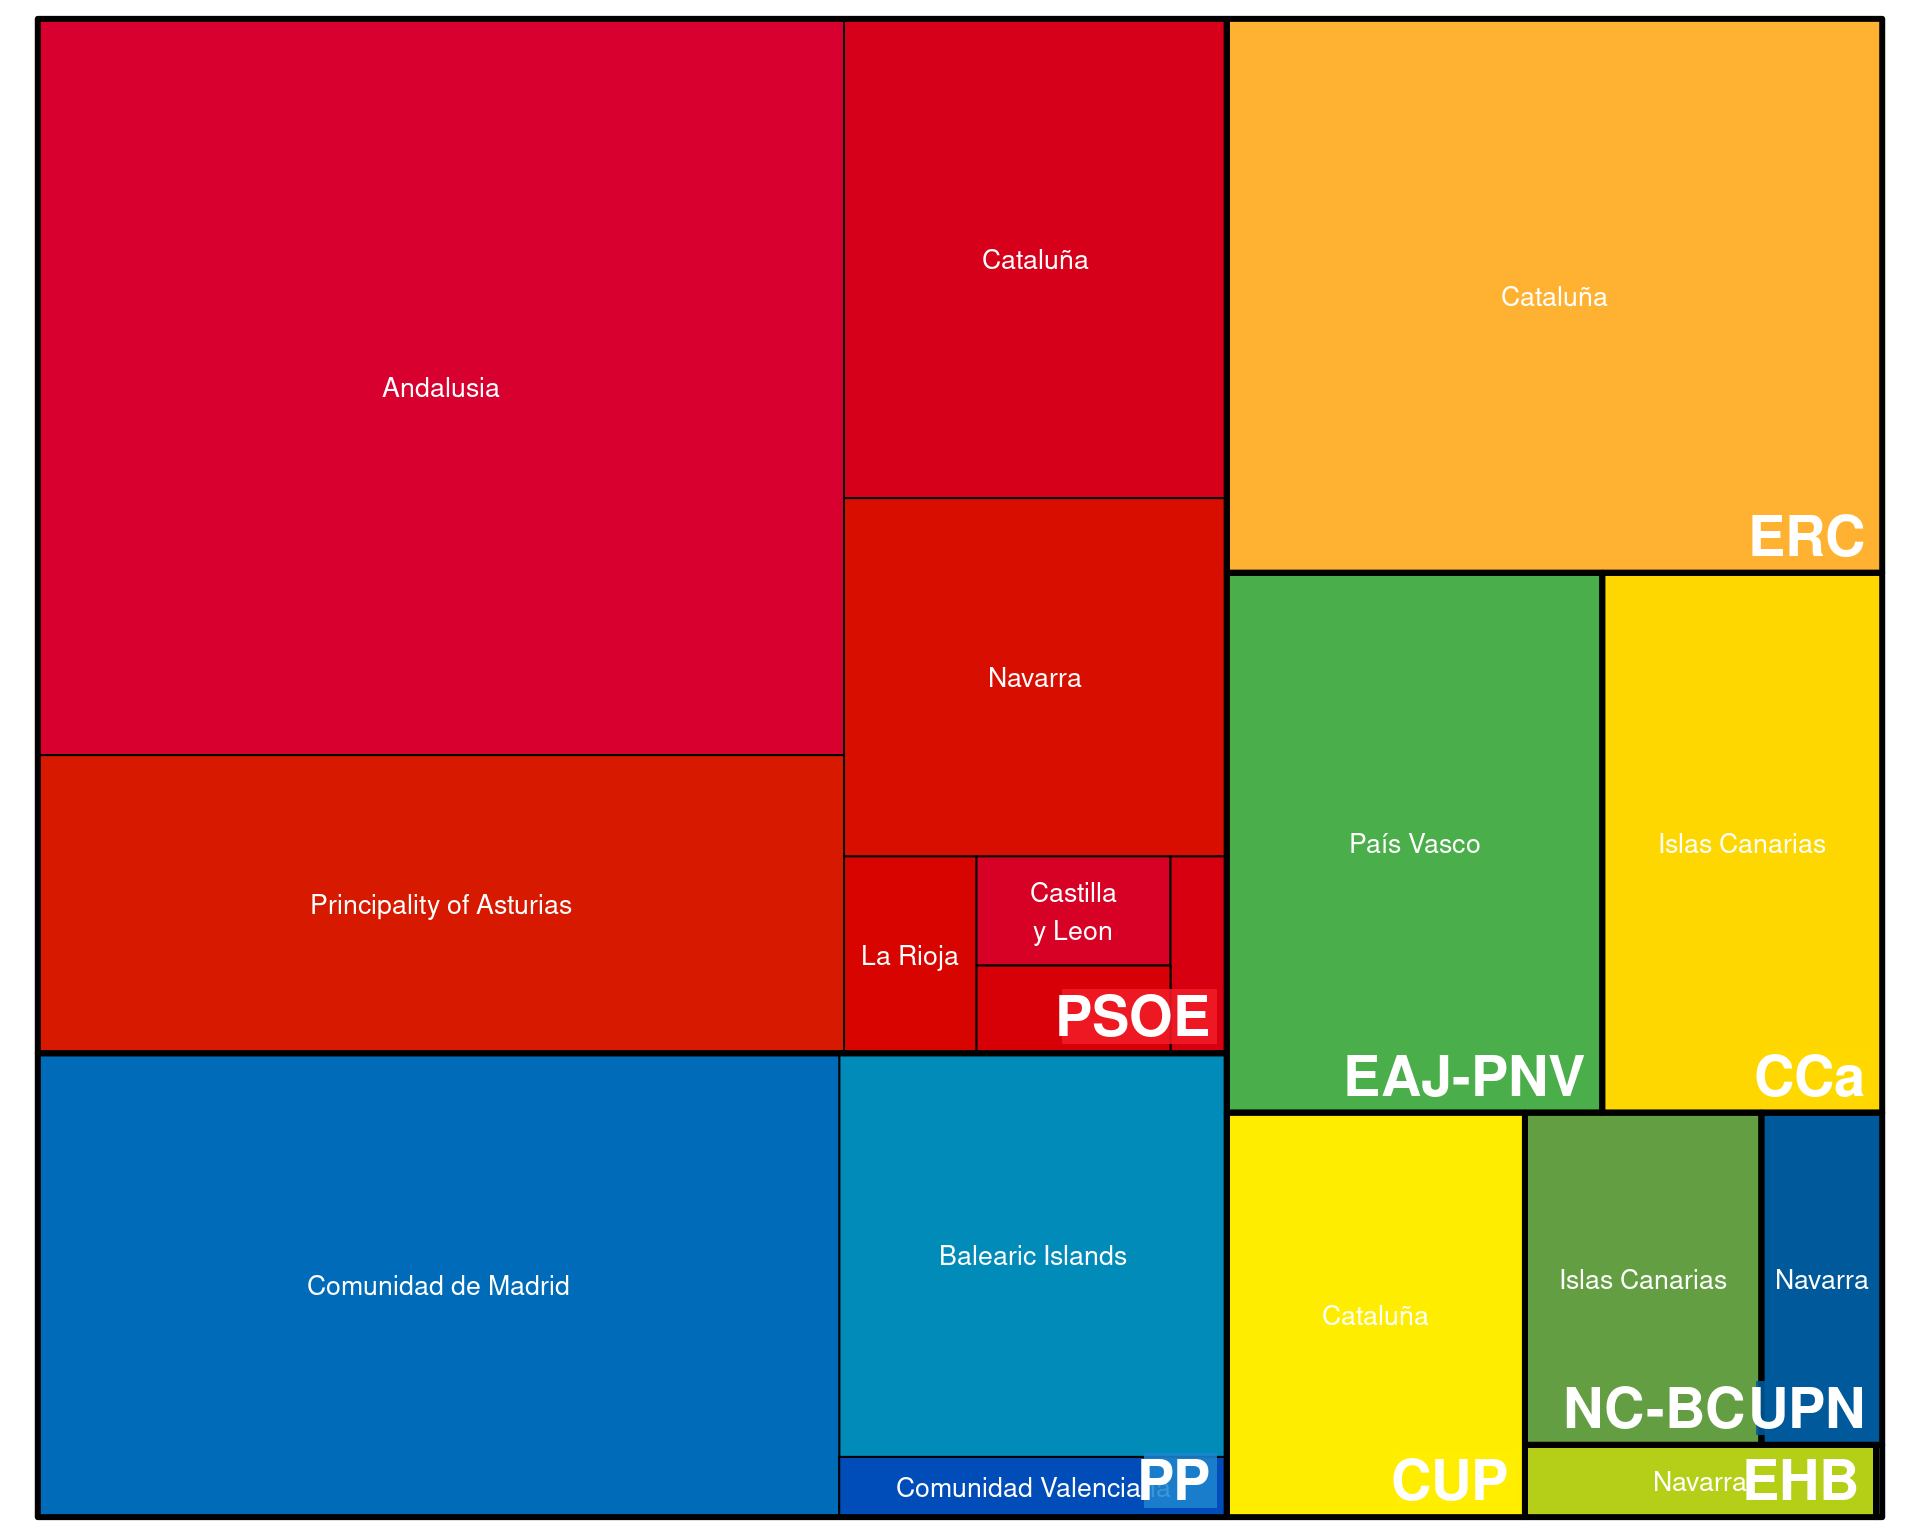 Andalusia
Cataluña
Navarra
Principality of Asturias
La Rioja
Castilla
y Leon
PSOE
Comunidad de Madrid
Balearic Islands
Comunidad Valenciana
PP
Cataluña
ERC
País Vasco
EAJ-PNV
Islas Canarias
CCa
Cataluña
CUP
Islas Canarias
NC-BC
Navarra
UPN
Navarra
EHB